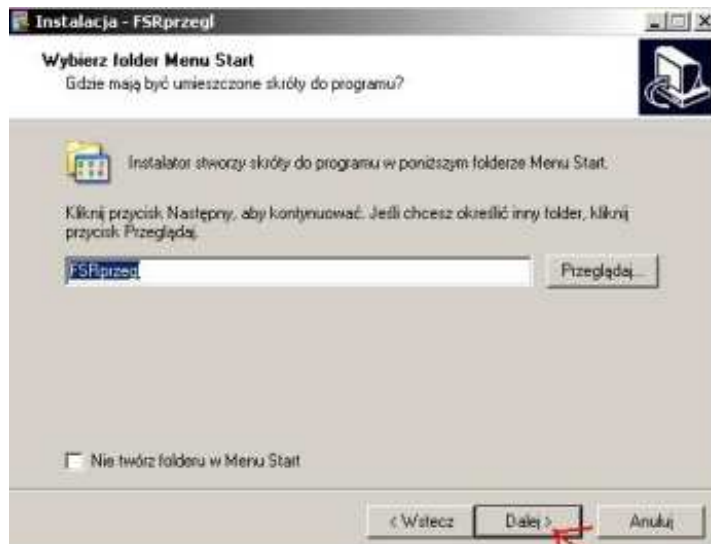 Instalacja - FSRprzegl
Wybierz folder Menu Start
Gdzie mają być umieszczone skróty do programu?
Instalator stworzy skróty do programu w poniższym folderze Menu Start.
Kliknij przycisk Następny, aby kontynuować. Jeśli chcesz określić inny folder, kliknij
przycisk Przeglądaj.
FSRprzegl
Przeglądaj...
Nie twórz folderu w Menu Start
< Wstecz
Dalej >
Anuluj